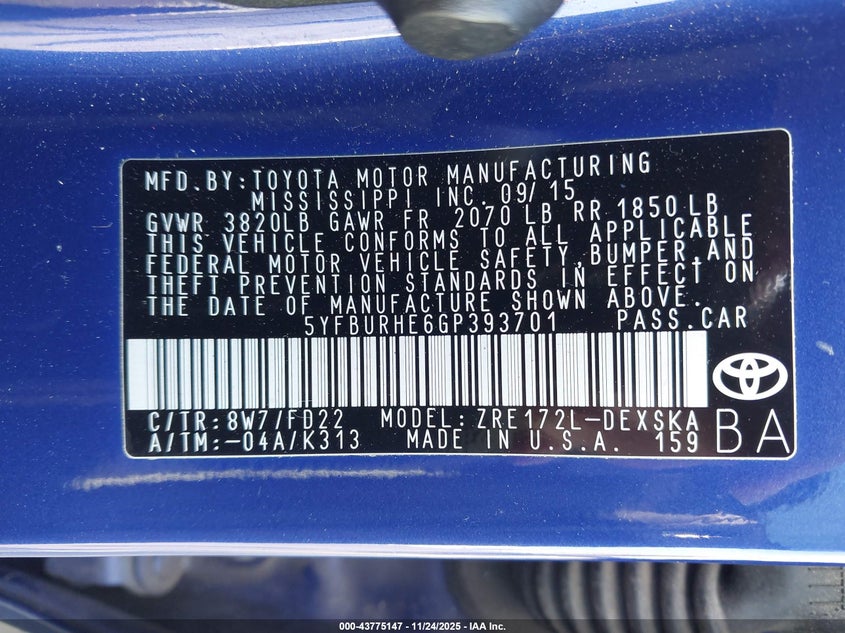 MFD.BY:TOYOTA MOTOR MANUFACTURING
MISSISSIPPI INC. 09/15
GVWR 3820LB GAWR FR 2070 LB RR 1850 LB
THIS VEHICLE CONFORMS TO ALL APPLICABLE
FEDERAL MOTOR VEHICLE SAFETY,BUMPER,AND
THEFT PREVENTION STANDARDS IN EFFECT ON
THE DATE OF MANUFACTURE SHOWN ABOVE.
5YFBURHE6GP393701 PASS.CAR
C/TR:8W7/FD22 MODEL:ZRE172L-DEXSKA
A/TM:-04A/K313 MADE IN U.S.A. 159
BA
000-43775147 — 11/24/2025 — IAA Inc.